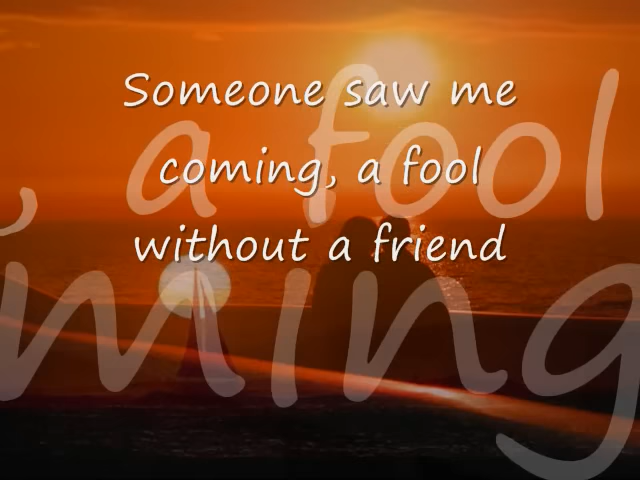 Someone saw me
coming, a fool
without a friend
, a fool
ming